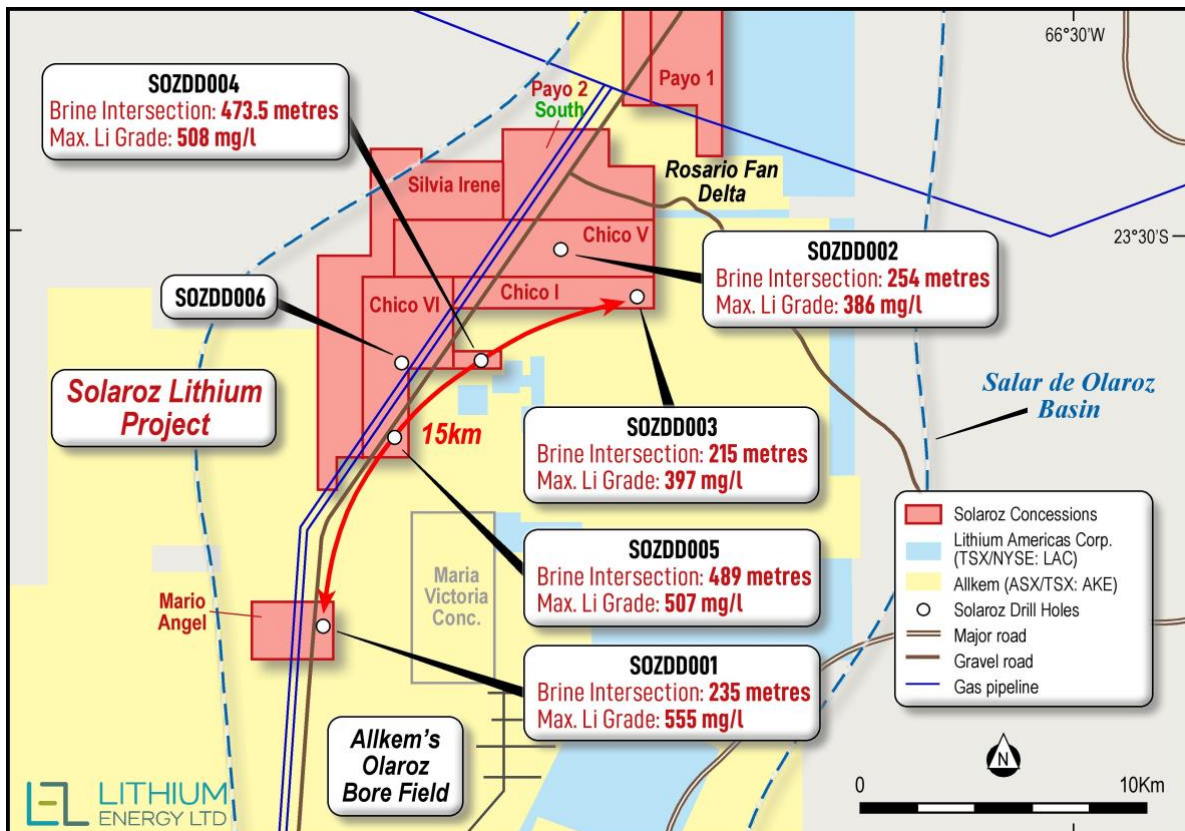 66°30'W
SOZDD004
Brine Intersection: 473.5 metres
Max. Li Grade: 508 mg/l
Payo 2
South
Payo 1
Silvia Irene
Rosario Fan
Delta
Chico V
23°30'S
SOZDD002
Brine Intersection: 254 metres
Max. Li Grade: 386 mg/l
SOZDD006
Chico VI
Chico I
Solaroz Lithium
Project
Salar de Olaroz
Basin
15km
SOZDD003
Brine Intersection: 215 metres
Max. Li Grade: 397 mg/l
SOZDD005
Brine Intersection: 489 metres
Max. Li Grade: 507 mg/l
Maria
Victoria
Conc.
Mario
Angel
SOZDD001
Brine Intersection: 235 metres
Max. Li Grade: 555 mg/l
Allkem's
Olaroz
Bore Field
Solaroz Concessions
Lithium Americas Corp.
(TSX/NYSE: LAC)
Allkem (ASX/TSX: AKE)
Solaroz Drill Holes
Major road
Gravel road
Gas pipeline
N
0 10Km
LITHIUM
ENERGY LTD